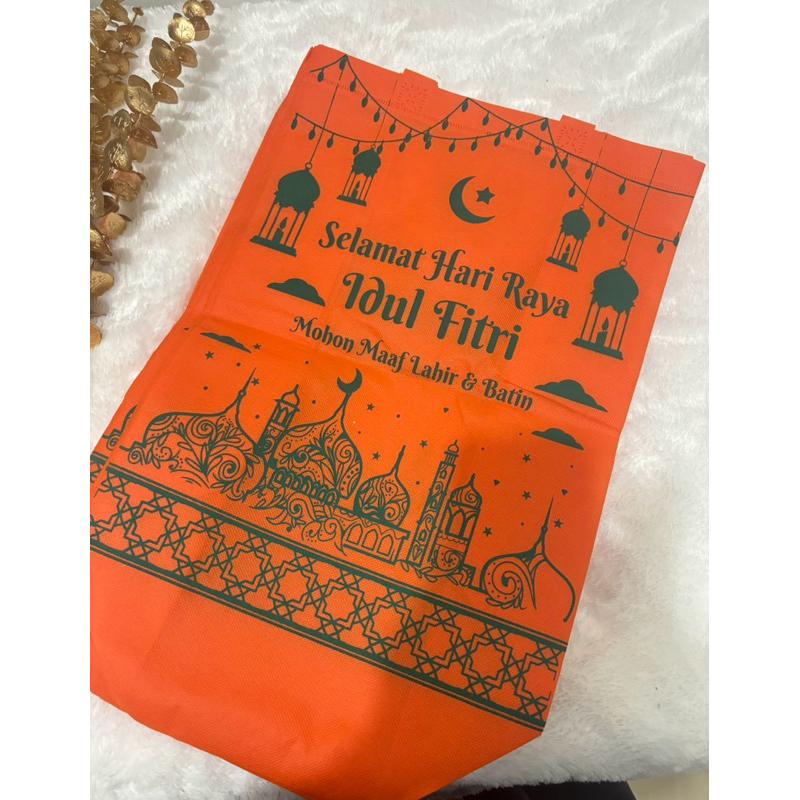 Selamat Hari Raya
Idul Fitri
Mohon Maaf Lahir & Batin